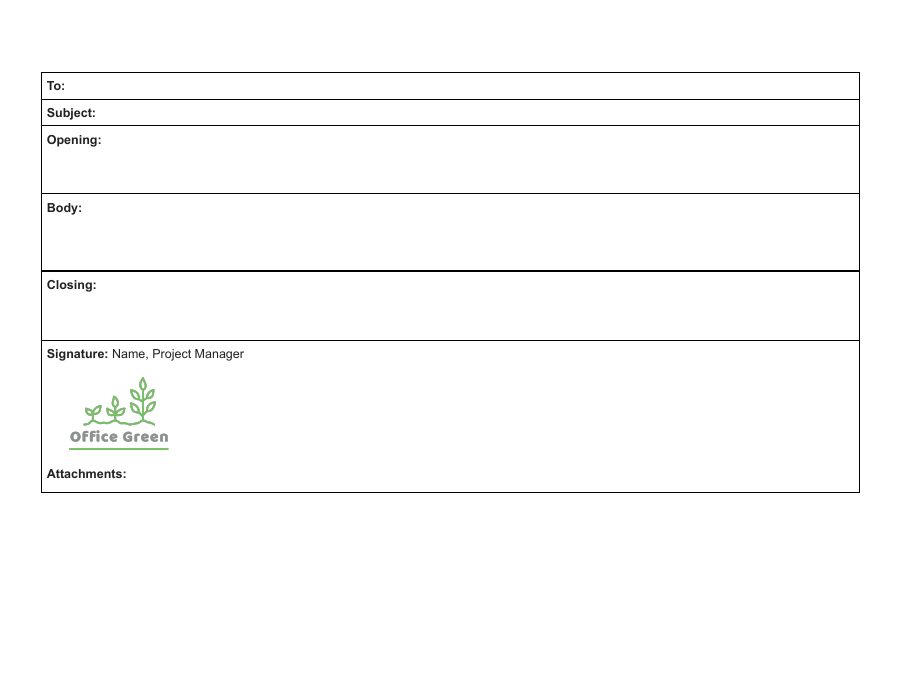 To:
Subject:
Opening:
Body:
Closing:
Signature: Name, Project Manager
Office Green
Attachments: